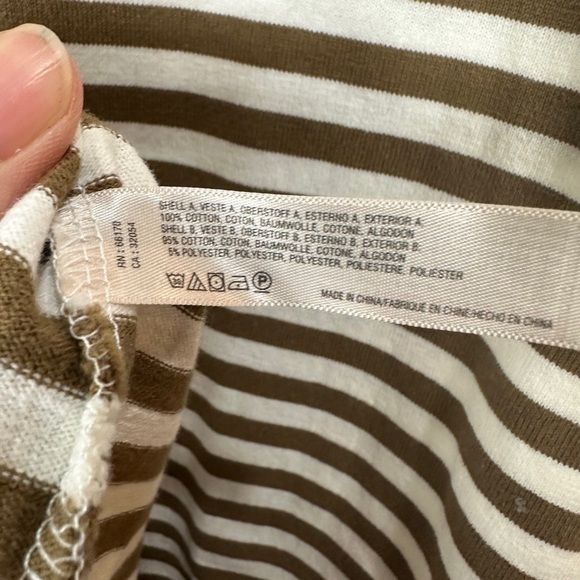 RN : 66170
CA : 32054
SHELL A, VESTE A, OBERSTOFF A, ESTERNO A, EXTERIOR A.
100% COTTON, COTON, BAUMWOLLE, COTONE, ALGODON
SHELL B, VESTE B, OBERSTOFF B, ESTERNO B, EXTERIOR B.
95% COTTON, COTON, BAUMWOLLE, COTONE, ALGODON
5% POLYESTER, POLYESTER, POLYESTER, POLIESTERE, POLIÉSTER
MADE IN CHINA/FABRIQUE EN CHINE/HECHO EN CHINA